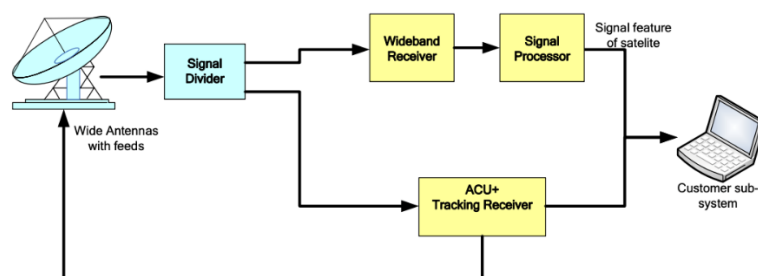 Signal
Divider
Wideband
Receiver
Signal
Processor
Signal feature
of satelite
Wide Antennas
with feeds
ACU+
Tracking Receiver
Customer sub-
system